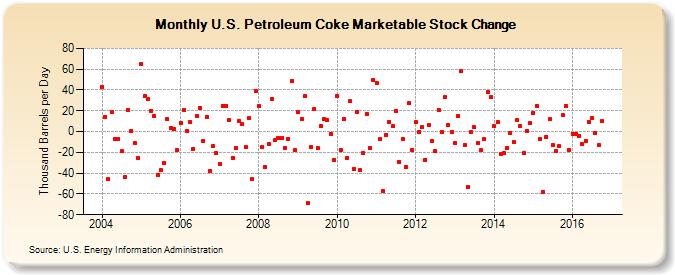 Monthly U.S. Petroleum Coke Marketable Stock Change
Thousand Barrels per Day
80
60
40
20
0
-20
-40
-60
-80
2004 2006 2008 2010 2012 2014 2016
Source: U.S. Energy Information Administration